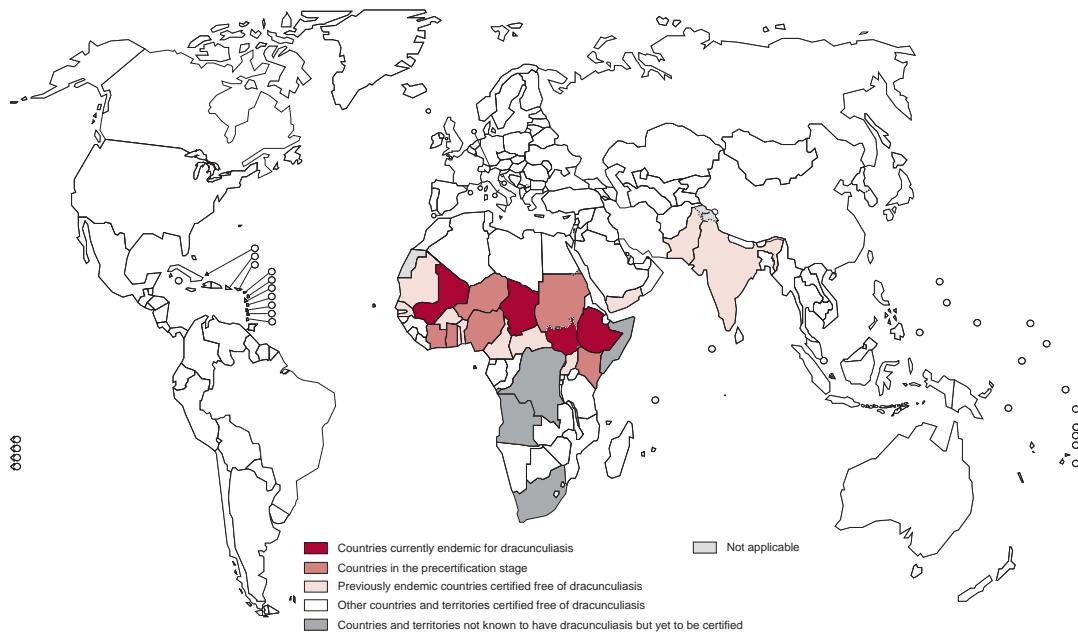 Countries currently endemic for dracunculiasis
Not applicable
Countries in the precertification stage
Previously endemic countries certified free of dracunculiasis
Other countries and territories certified free of dracunculiasis
Countries and territories not known to have dracunculiasis but yet to be certified